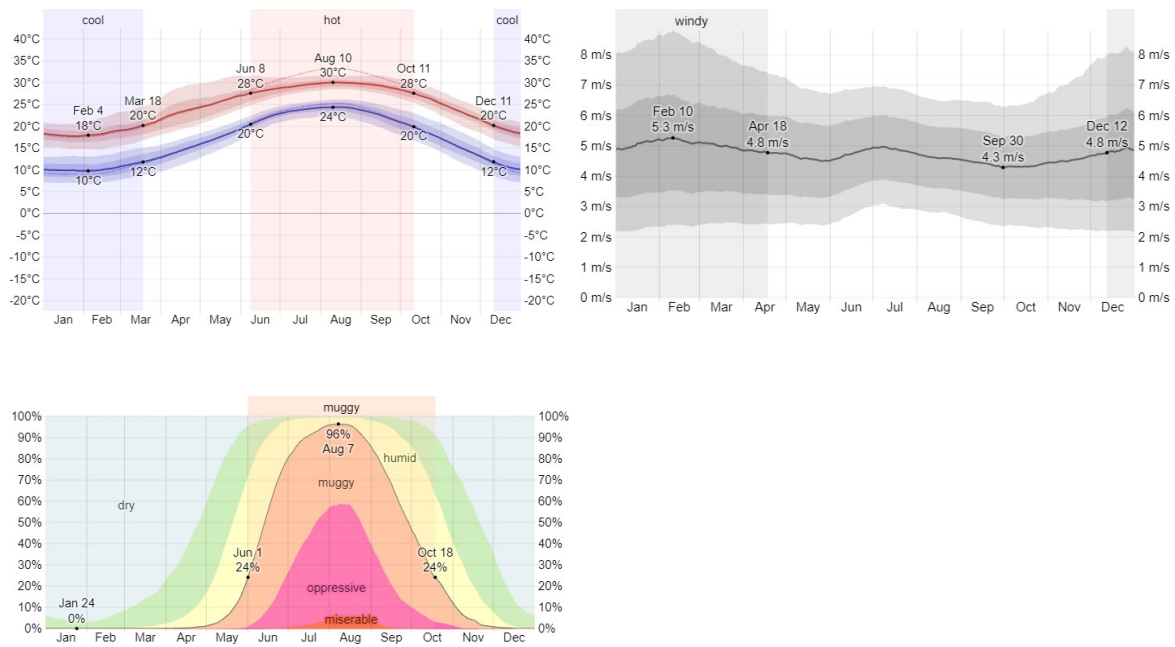 cool hot cool
40°C 40°C
35°C 35°C
30°C 30°C
25°C 25°C
20°C 20°C
15°C 15°C
10°C 10°C
5°C 5°C
0°C 0°C
-5°C -5°C
-10°C -10°C
-15°C -15°C
-20°C -20°C
Feb 4
18°C
Mar 18
20°C
Jun 8
28°C
Aug 10
30°C
Oct 11
28°C
Dec 11
20°C
10°C
12°C
20°C
24°C
20°C
12°C
Jan Feb Mar Apr May Jun Jul Aug Sep Oct Nov Dec
windy
8 m/s 8 m/s
7 m/s 7 m/s
6 m/s 6 m/s
5 m/s 5 m/s
4 m/s 4 m/s
3 m/s 3 m/s
2 m/s 2 m/s
1 m/s 1 m/s
0 m/s 0 m/s
Feb 10
5.3 m/s
Apr 18
4.8 m/s
Sep 30
4.3 m/s
Dec 12
4.8 m/s
Jan Feb Mar Apr May Jun Jul Aug Sep Oct Nov Dec
muggy
100% 100%
90% 90%
80% 80%
70% 70%
60% 60%
50% 50%
40% 40%
30% 30%
20% 20%
10% 10%
0% 0%
96%
Aug 7
humid
muggy
dry
Jun 1
24%
Oct 18
24%
oppressive
Jan 24
0%
miserable
Jan Feb Mar Apr May Jun Jul Aug Sep Oct Nov Dec